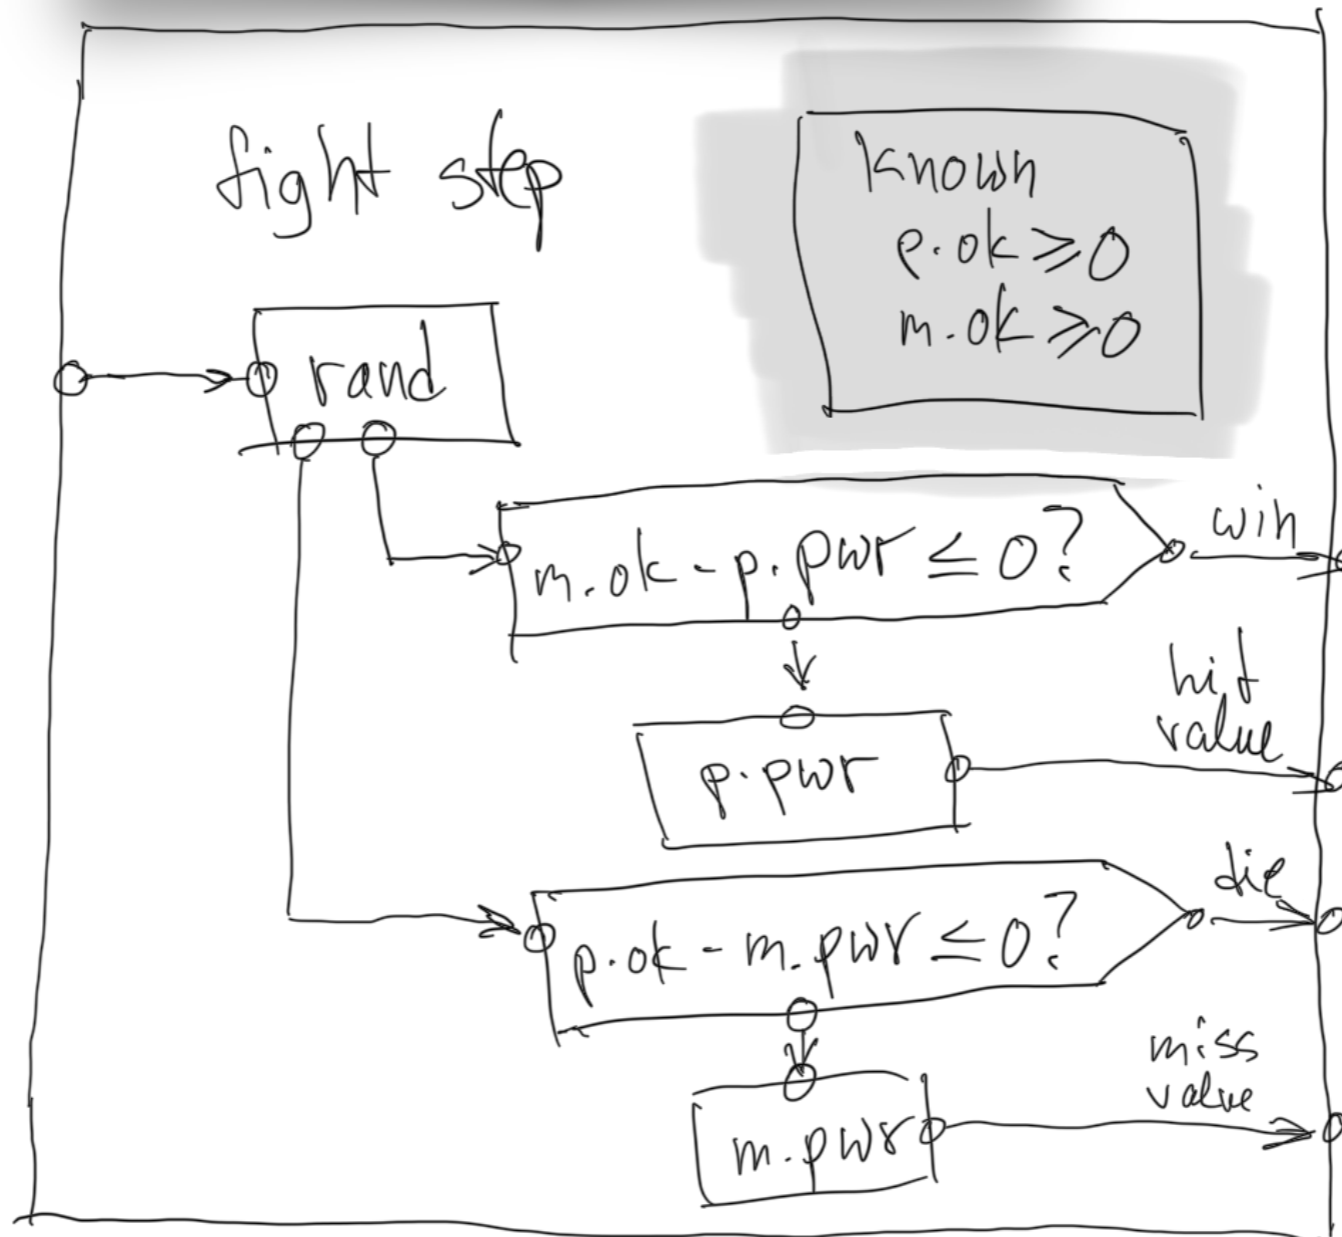 fight step
Known
p.ok ≥ 0
m.ok ≥ 0
rand
m.ok - p.pwr ≤ 0?
win
hit
value
p.pwr
die
p.ok - m.pwr ≤ 0?
miss
value
m.pwr